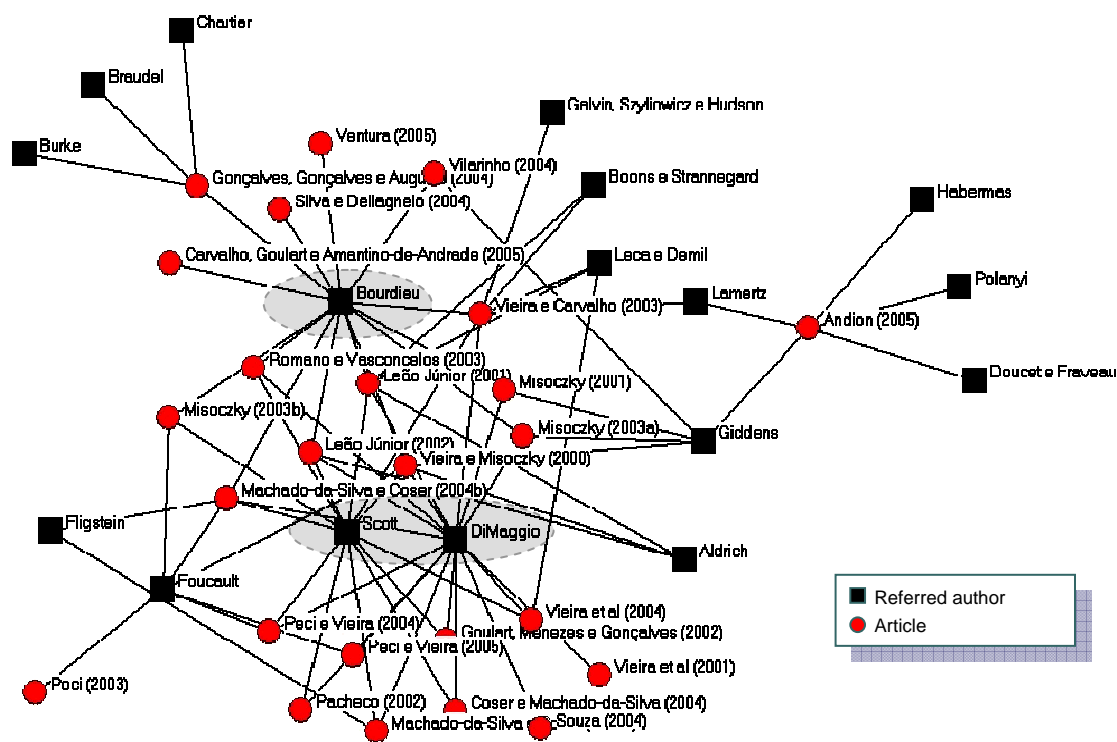 Chartier
Braudel
Burke
Galvin, Szyliowicz e Hudson
Ventura (2005)
Vilarinho (2004)
Gonçalves, Gonçalves e (2004)
Boons e Strannegard
Silva e Dellagnelo (2004)
Habermas
Carvalho, Goulart e Amantino-de-Andrade (2005)
Leca e Demil
Polanyi
Bourdieu
Vieira e Carvalho (2003)
Lamertz
Andion (2005)
Romano e Vasconcelos (2003)
Leão Júnior (2001)
Misoczky (2001)
Doucet e Fraveau
Misoczky (2003b)
Misoczky (2003a)
Giddens
Leão Júnior (2002)
Vieira e Misoczky (2000)
Machado-da-Silva e Coser (2004b)
Fligstein
Scott
DiMaggio
Aldrich
Foucault
Referred author
Article
Vieira et al (2004)
Peci e Vieira (2004)
Goulart, Menezes e Gonçalves (2002)
Peci e Vieira (2005)
Vieira et al (2001)
Peci (2003)
Pacheco (2002)
Coser e Machado-da-Silva (2004)
Machado-da-Silva
Souza (2004)